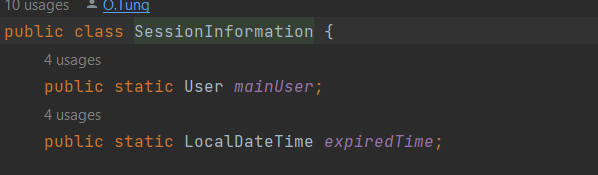 10 usages O.Tung
public class SessionInformation {
4 usages
public static User mainUser;
4 usages
public static LocalDateTime expiredTime;